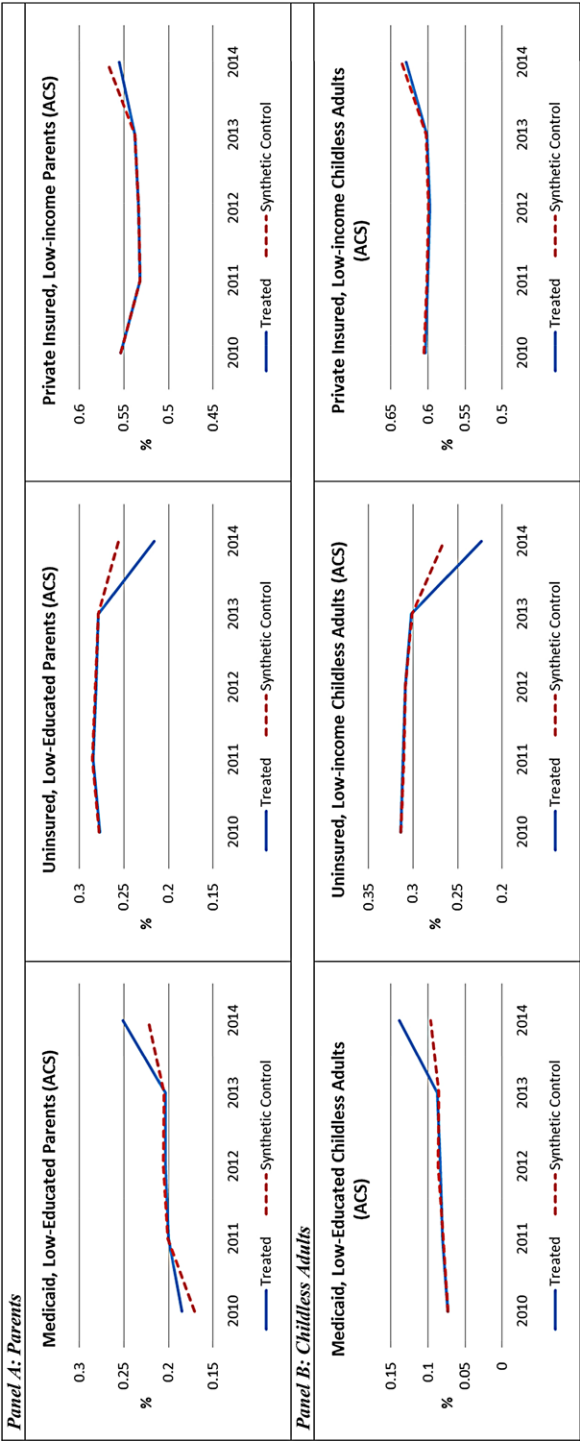 Panel A: Parents
Medicaid, Low-Educated Parents (ACS)
0.3
0.25
0.2
0.15
%
2010 2011 2012 2013 2014
Treated Synthetic Control
Uninsured, Low-Educated Parents (ACS)
0.3
0.25
0.2
0.15
%
2010 2011 2012 2013 2014
Treated Synthetic Control
Private Insured, Low-income Parents (ACS)
0.6
0.55
0.5
0.45
%
2010 2011 2012 2013 2014
Treated Synthetic Control
Panel B: Childless Adults
Medicaid, Low-Educated Childless Adults
(ACS)
0.15
0.1
0.05
0
%
2010 2011 2012 2013 2014
Treated Synthetic Control
Uninsured, Low-income Childless Adults (ACS)
0.35
0.3
0.25
0.2
%
2010 2011 2012 2013 2014
Treated Synthetic Control
Private Insured, Low-income Childless Adults
(ACS)
0.65
0.6
0.55
0.5
%
2010 2011 2012 2013 2014
Treated Synthetic Control